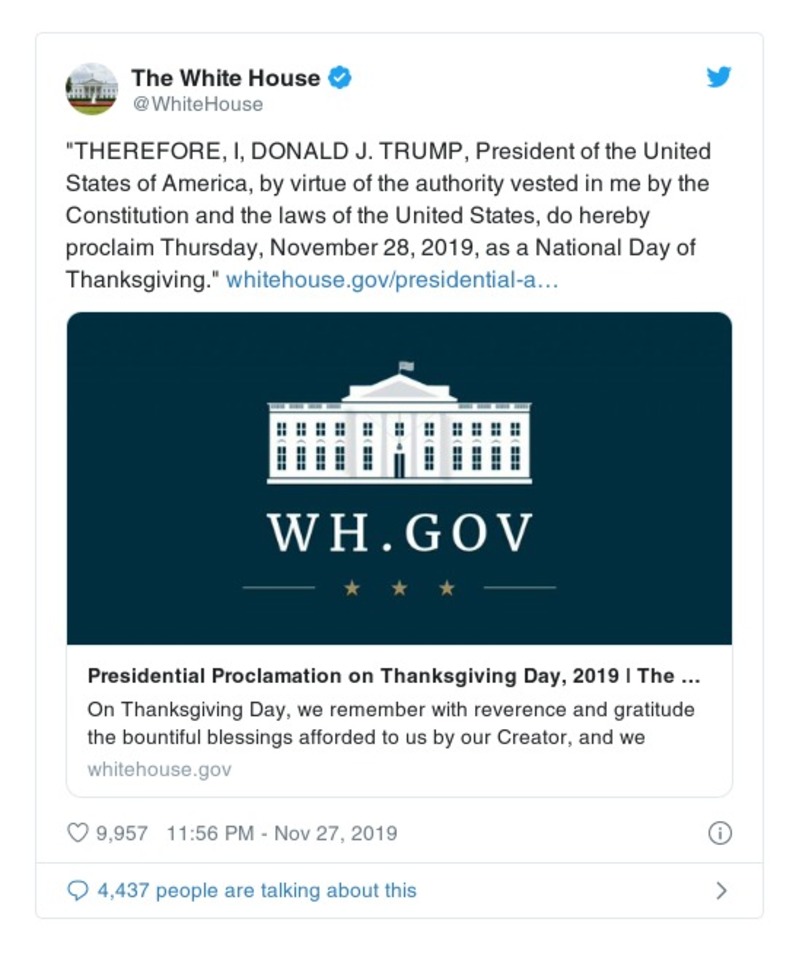 The White House
@WhiteHouse
"THEREFORE, I, DONALD J. TRUMP, President of the United
States of America, by virtue of the authority vested in me by the
Constitution and the laws of the United States, do hereby
proclaim Thursday, November 28, 2019, as a National Day of
Thanksgiving." whitehouse.gov/presidential-a…
WH.GOV
Presidential Proclamation on Thanksgiving Day, 2019 | The ...
On Thanksgiving Day, we remember with reverence and gratitude
the bountiful blessings afforded to us by our Creator, and we
whitehouse.gov
9,957 11:56 PM - Nov 27, 2019
4,437 people are talking about this